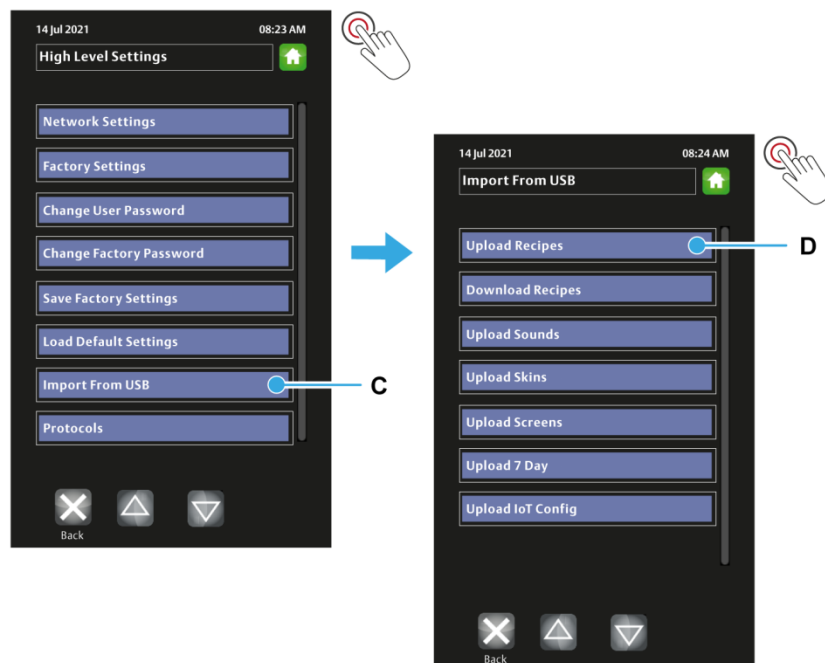 14 Jul 2021 08:23 AM
High Level Settings
Network Settings
Factory Settings
Change User Password
Change Factory Password
Save Factory Settings
Load Default Settings
Import From USB
C
Protocols
Back
14 Jul 2021 08:24 AM
Import From USB
Upload Recipes
D
Download Recipes
Upload Sounds
Upload Skins
Upload Screens
Upload 7 Day
Upload IoT Config
Back